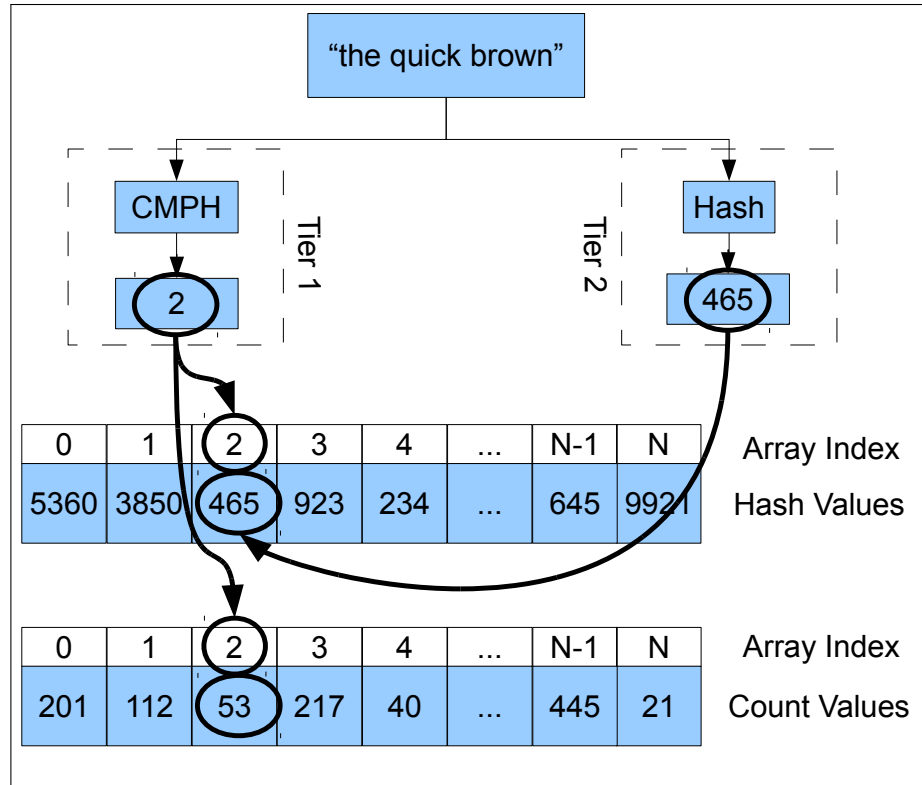 “the quick brown”
CMPH
Hash
Tier 1
Tier 2
2
465
0 1 2 3 4 ... N-1 N Array Index
5360 3850 465 923 234 ... 645 9921 Hash Values
0 1 2 3 4 ... N-1 N Array Index
201 112 53 217 40 ... 445 21 Count Values